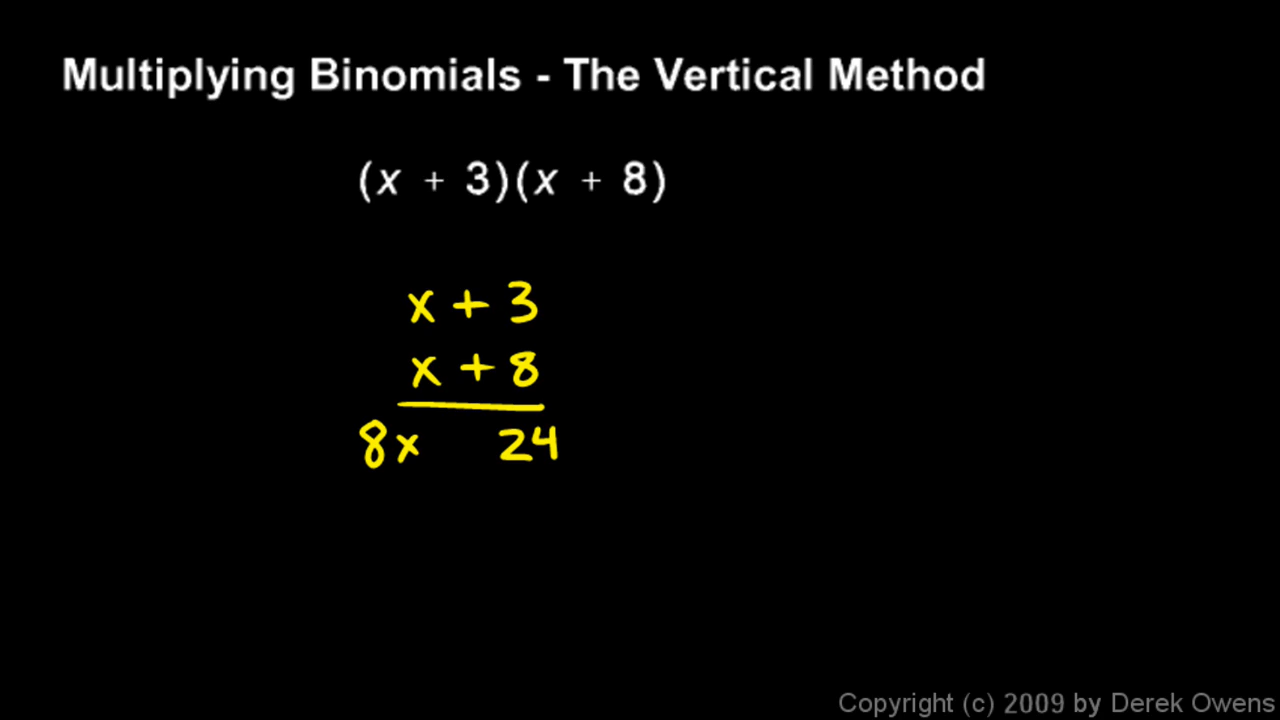 Multiplying Binomials - The Vertical Method
(x + 3)(x + 8)
x + 3
x + 8
8x 24
Copyright (c) 2009 by Derek Owens